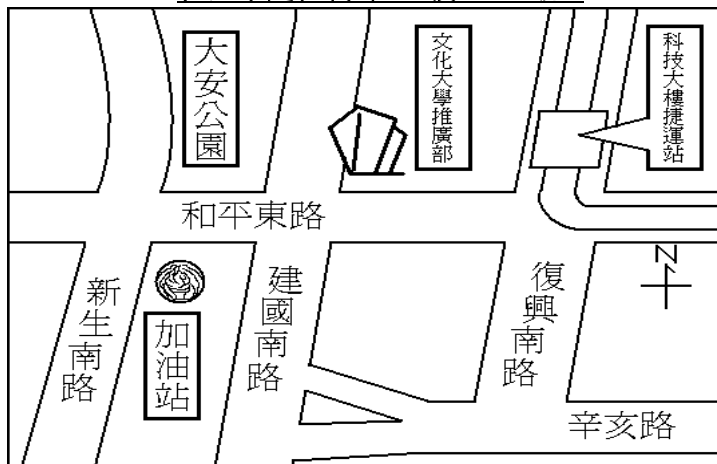 大安公園
文化大學推廣部
科技大樓捷運站
和平東路
新生南路
加油站
建國南路
復興南路
N
辛亥路